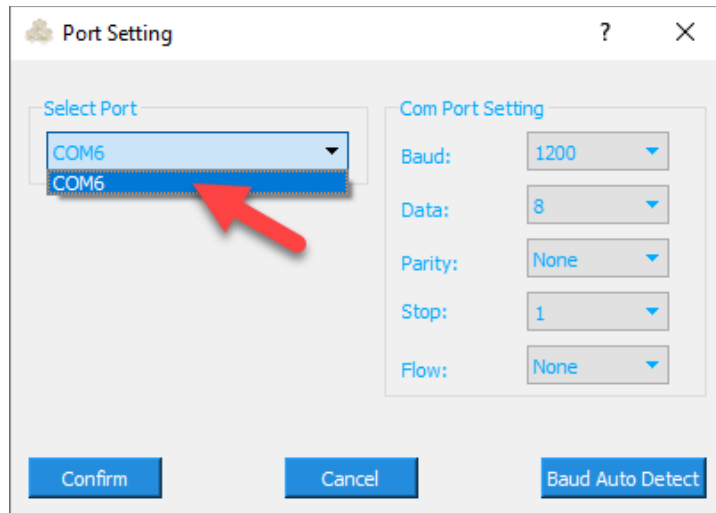 Port Setting
?
Select Port
COM6
COM6
Com Port Setting
Baud: 1200
Data: 8
Parity: None
Stop: 1
Flow: None
Confirm
Cancel
Baud Auto Detect